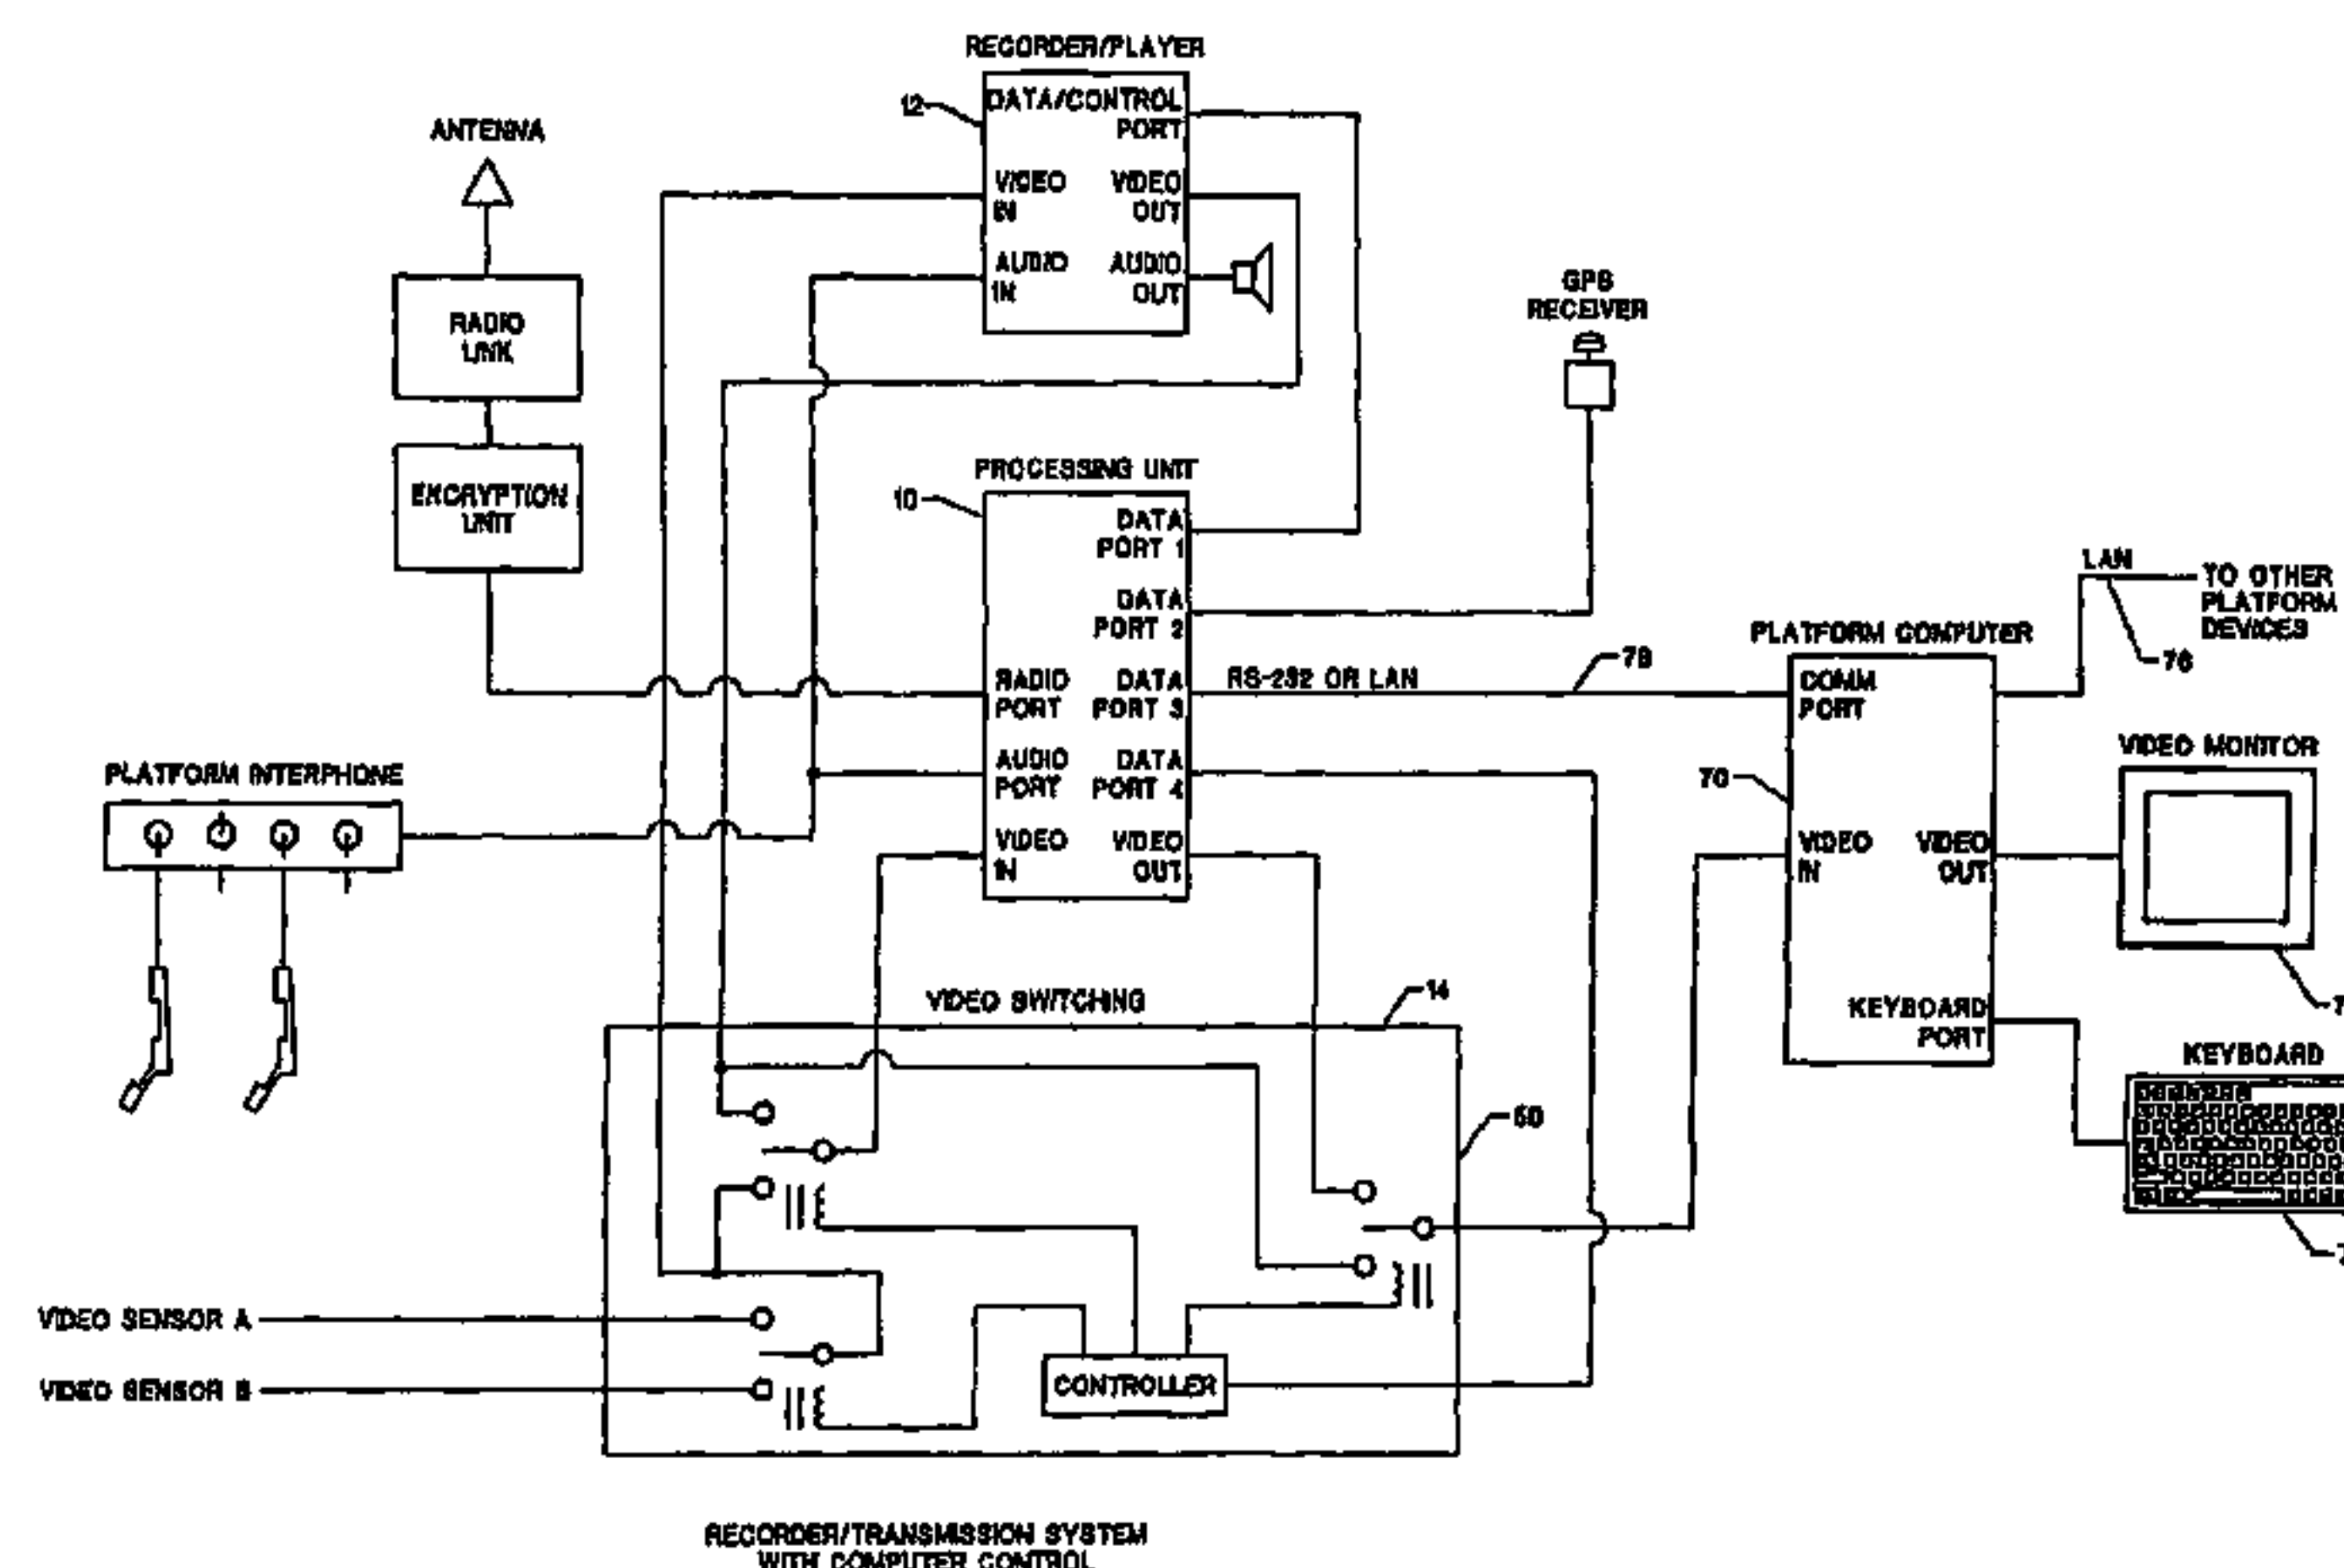 RECORDER/PLAYER
12
DATA/CONTROL
PORT
ANTENNA
VIDEO
IN
VIDEO
OUT
AUDIO
IN
AUDIO
OUT
GPS
RECEIVER
RADIO
LINK
PROCESSING UNIT
10
ENCRYPTION
UNIT
DATA
PORT 1
LAN
TO OTHER
PLATFORM
DEVICES
76
DATA
PORT 2
PLATFORM COMPUTER
RADIO
PORT
DATA
PORT 3
RS-232 OR LAN
78
COMM
PORT
PLATFORM INTERPHONE
AUDIO
PORT
DATA
PORT 4
70
VIDEO MONITOR
VIDEO
IN
VIDEO
OUT
VIDEO
IN
VIDEO
OUT
VIDEO SWITCHING
14
KEYBOARD
PORT
KEYBOARD
60
VIDEO SENSOR A
VIDEO SENSOR B
CONTROLLER
RECORDER/TRANSMISSION SYSTEM
WITH COMPUTER CONTROL